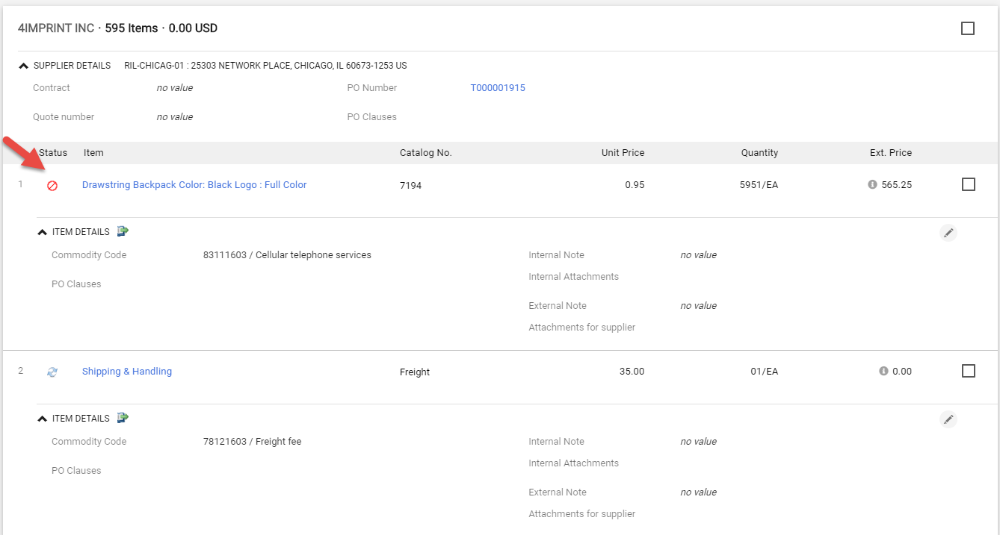 4IMPRINT INC · 595 Items · 0.00 USD
SUPPLIER DETAILS RIL-CHICAG-01 : 25303 NETWORK PLACE, CHICAGO, IL 60673-1253 US
Contract no value PO Number T000001915
Quote number no value PO Clauses
Status Item Catalog No. Unit Price Quantity Ext. Price
1 Drawstring Backpack Color: Black Logo : Full Color 7194 0.95 5951/EA 565.25
ITEM DETAILS
Commodity Code 83111603 / Cellular telephone services Internal Note no value
Internal Attachments
PO Clauses
External Note no value
Attachments for supplier
2 Shipping & Handling Freight 35.00 01/EA 0.00
ITEM DETAILS
Commodity Code 78121603 / Freight fee Internal Note no value
Internal Attachments
PO Clauses
External Note no value
Attachments for supplier